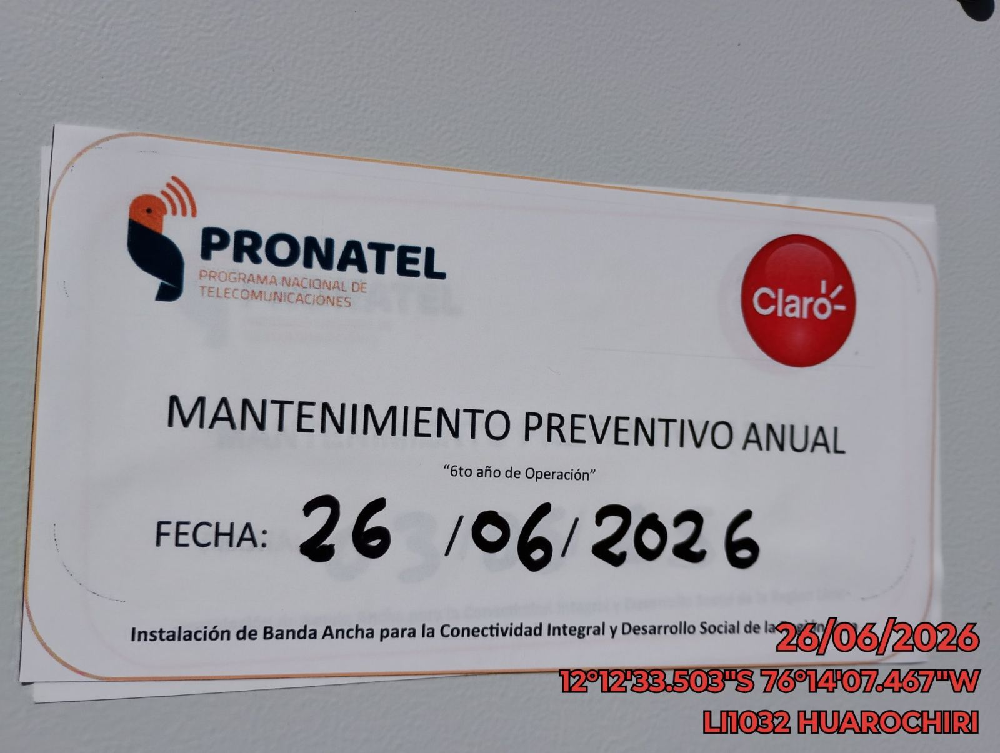 PRONATEL
PROGRAMA NACIONAL DE
TELECOMUNICACIONES
Claro
MANTENIMIENTO PREVENTIVO ANUAL
“6to año de Operación”
FECHA: 26 / 06 / 2026
Instalación de Banda Ancha para la Conectividad Integral y Desarrollo Social de la Región
26/06/2026
12°12'33.503"S 76°14'07.467"W
LI1032 HUAROCHIRI